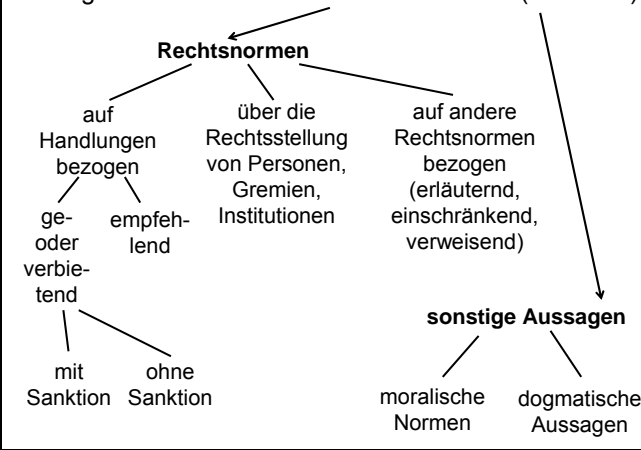 Rechtsnormen
auf
Handlungen
bezogen
über die
Rechtsstellung
von Personen,
Gremien,
Institutionen
auf andere
Rechtsnormen
bezogen
(erläuternd,
einschränkend,
verweisend)
ge-
oder
verbie-
tend
empfeh-
lend
mit
Sanktion
ohne
Sanktion
sonstige Aussagen
moralische
Normen
dogmatische
Aussagen